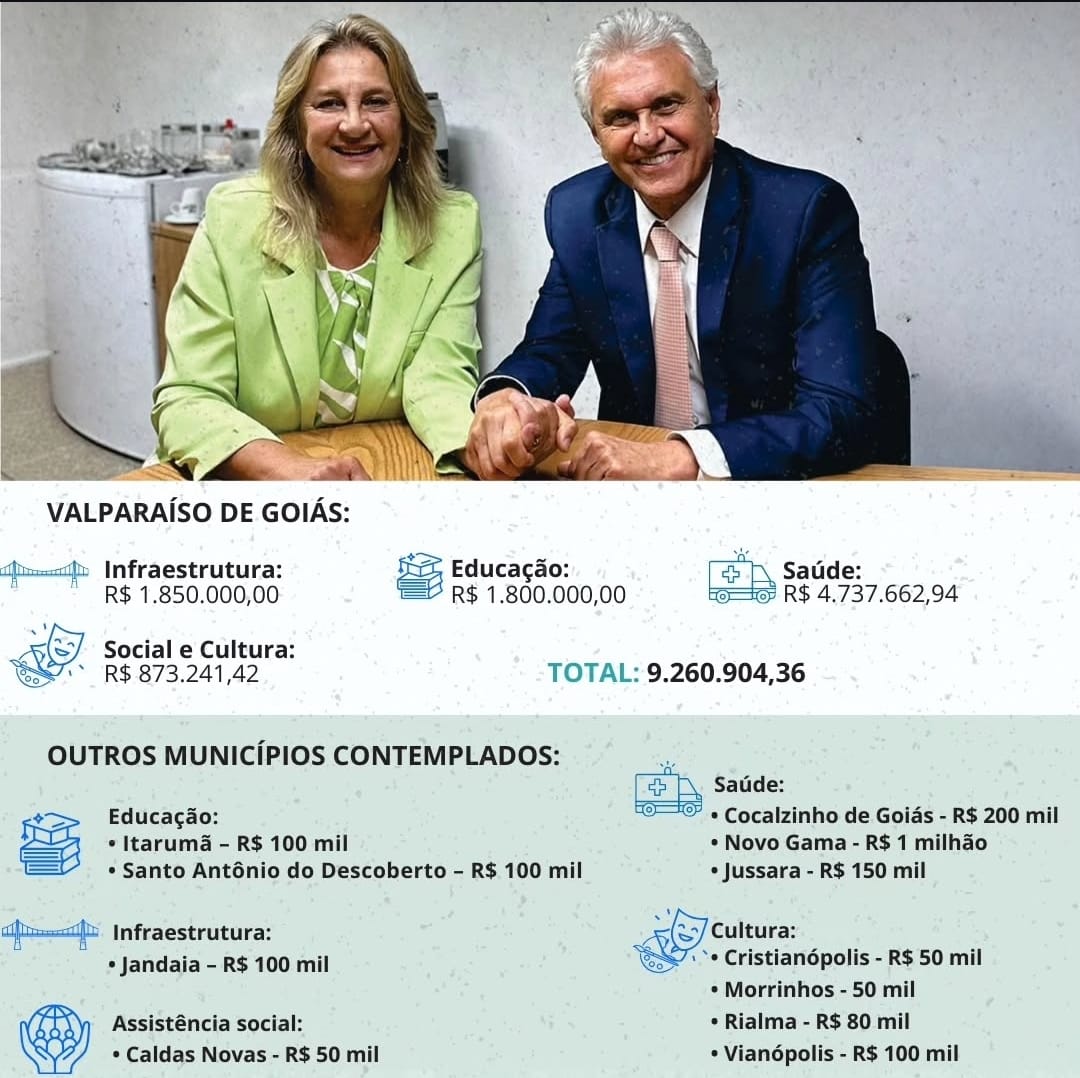 VALPARAÍSO DE GOIÁS:
Infraestrutura:
R$ 1.850.000,00
Educação:
R$ 1.800.000,00
Saúde:
R$ 4.737.662,94
Social e Cultura:
R$ 873.241,42
TOTAL: 9.260.904,36
OUTROS MUNICÍPIOS CONTEMPLADOS:
Educação:
• Itarumã – R$ 100 mil
• Santo Antônio do Descoberto – R$ 100 mil
Infraestrutura:
• Jandaia – R$ 100 mil
Assistência social:
• Caldas Novas - R$ 50 mil
Saúde:
• Cocalzinho de Goiás - R$ 200 mil
• Novo Gama - R$ 1 milhão
• Jussara - R$ 150 mil
Cultura:
• Cristianópolis - R$ 50 mil
• Morrinhos - 50 mil
• Rialma - R$ 80 mil
• Vianópolis - R$ 100 mil